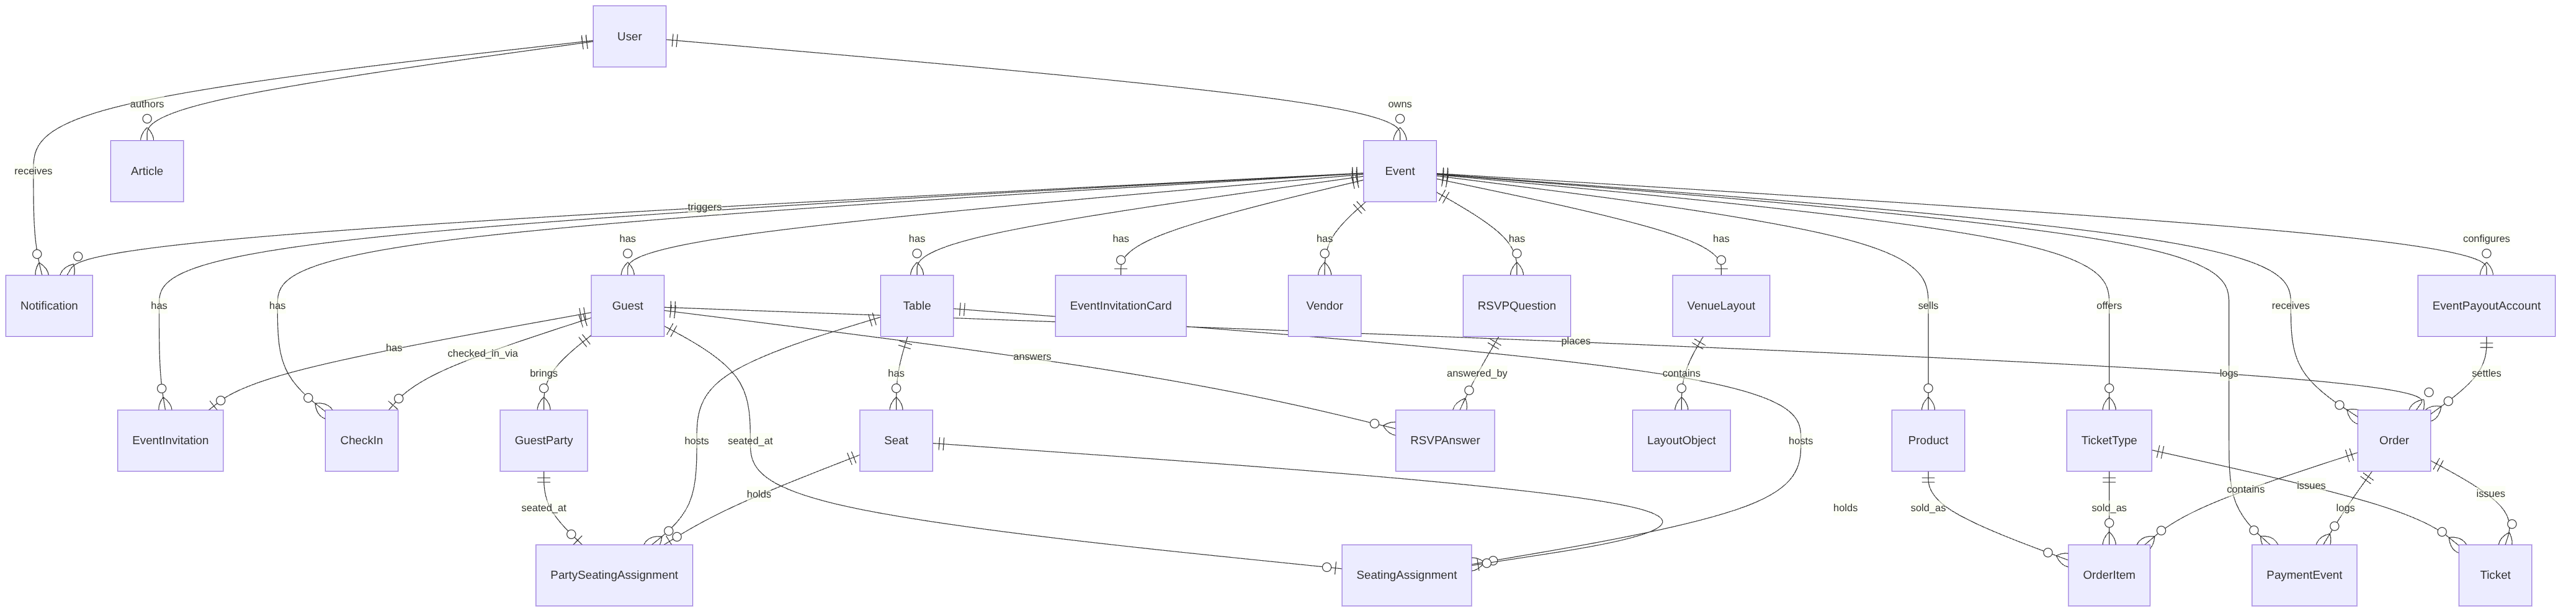 User
authors
owns
Article
Event
receives
triggers
has
has
has
has
has
has
configures
Notification
Guest
Table
EventInvitationCard
Vendor
RSVPQuestion
VenueLayout
EventPayoutAccount
has
has
sells
offers
receives
places
has
checked_in_via
brings
has
answers
answered_by
contains
logs
settles
EventInvitation
CheckIn
GuestParty
Seat
RSVPAnswer
LayoutObject
Product
TicketType
Order
hosts
seated_at
hosts
holds
contains
issues
issues
seated_at
holds
sold_as
sold_as
logs
PartySeatingAssignment
SeatingAssignment
OrderItem
PaymentEvent
Ticket